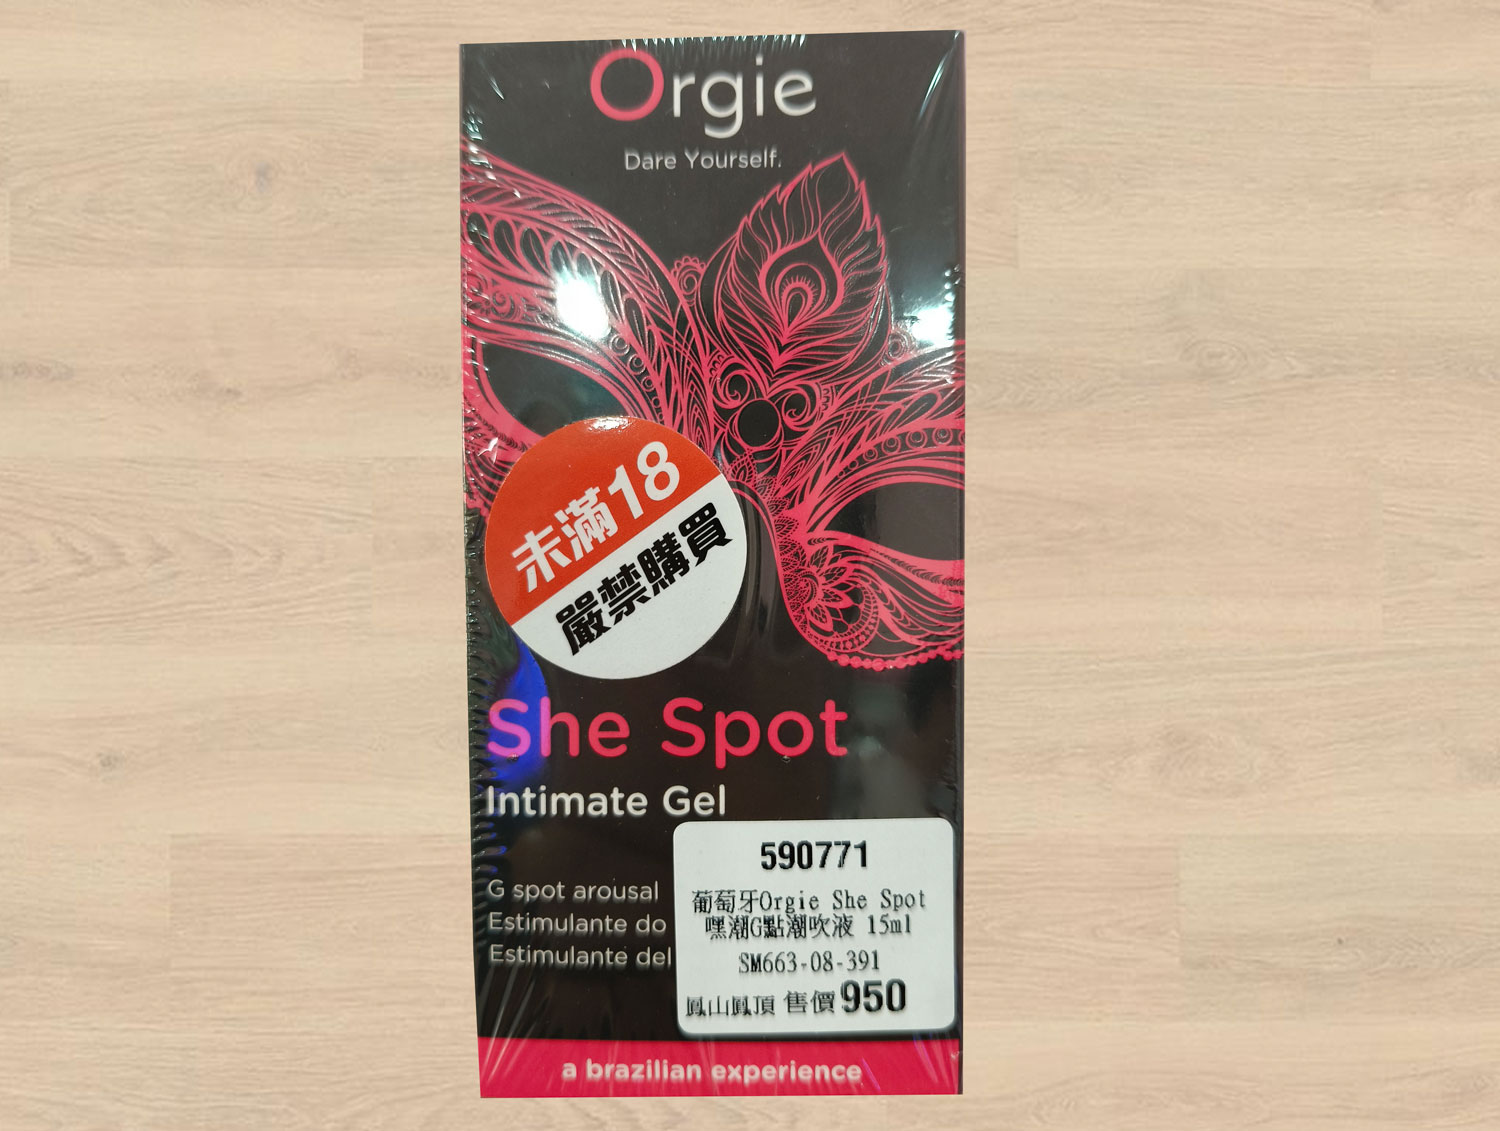 Orgie
Dare Yourself.
未滿18
嚴禁購買
She Spot
Intimate Gel
G spot arousal
Estimulante do
Estimulante del
590771
葡萄牙Orgie She Spot
嘿潮G點潮吹液 15ml
SM663-08-391
鳳山鳳頂 售價950
a brazilian experience